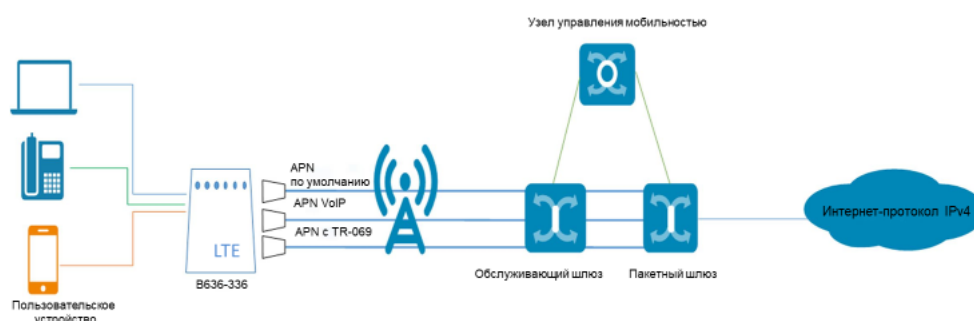 Узел управления мобильностью
APN
по умолчанию
APN VoIP
APN с TR-069
LTE
B636-336
Обслуживающий шлюз
Пакетный шлюз
Интернет-протокол IPv4
Пользовательское
устройство